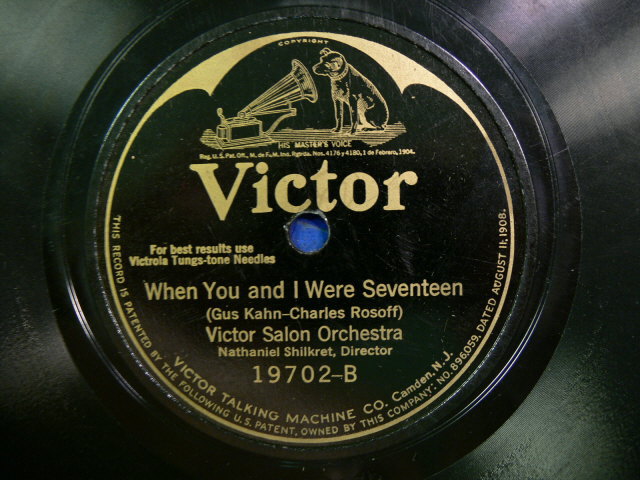 COPYRIGHT
HIS MASTER'S VOICE
Reg. U.S. Pat. Off., M. de F., M. Ind. Rgtrda. Nos. 4176 y 4180, 1 de Febrero, 1904.
Victor
For best results use
Victrola Tungs-tone Needles
When You and I Were Seventeen
(Gus Kahn-Charles Rosoff)
Victor Salon Orchestra
Nathaniel Shilkret, Director
19702-B
VICTOR TALKING MACHINE CO. Camden, N.J.
THIS RECORD IS PATENTED BY THE FOLLOWING U.S. PATENT, OWNED BY THIS COMPANY: NO. 896,059, DATED AUGUST 11, 1908.